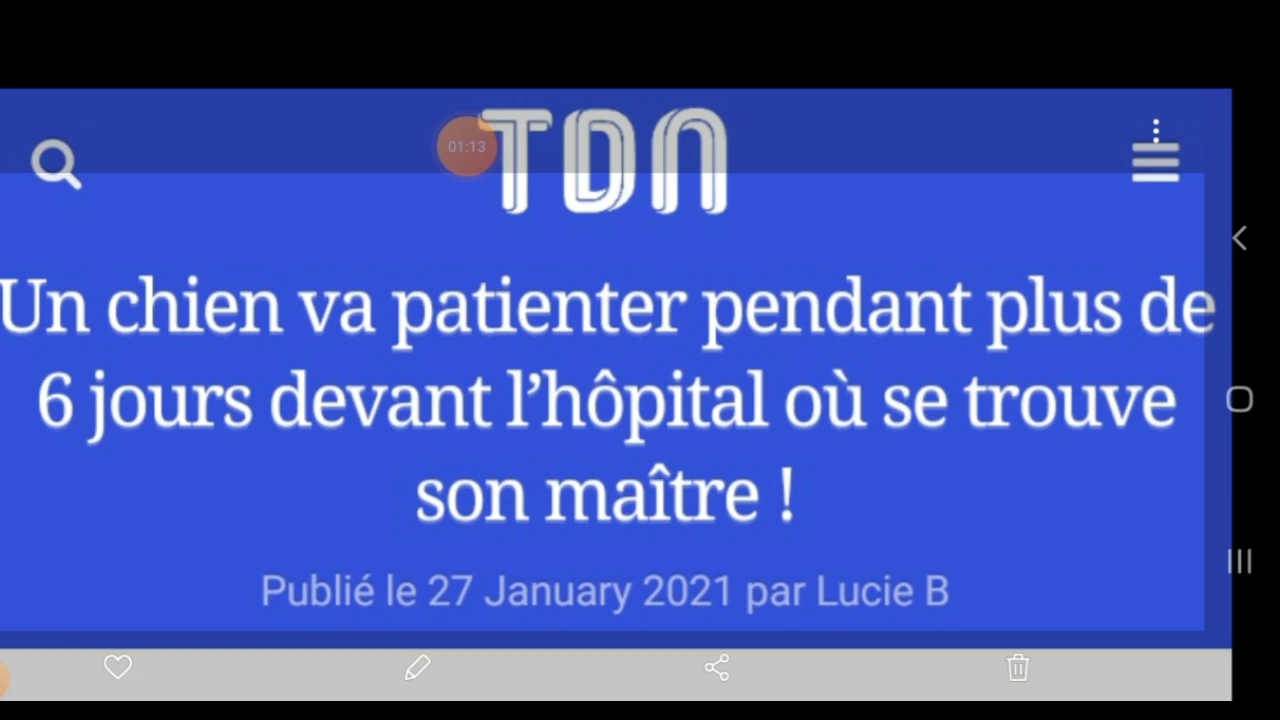 TDN
01:13
Un chien va patienter pendant plus de
6 jours devant l’hôpital où se trouve
son maître !
Publié le 27 January 2021 par Lucie B